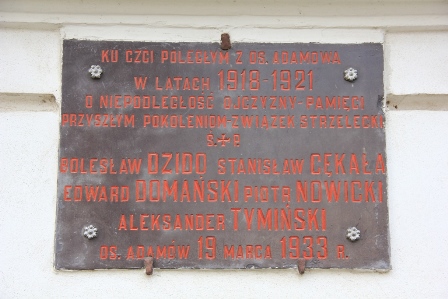 KU CZCI POLEGŁYM Z OS. ADAMOWA
W LATACH 1918-1921
O NIEPODLEGŁOŚĆ OJCZYZNY-PAMIĘCI
PRZYSZŁYM POKOLENIOM-ZWIĄZEK STRZELECKI
Ś.+P
BOLESŁAW DZIDO STANISŁAW CĘKAŁA
EDWARD DOMAŃSKI PIOTR NOWICKI
ALEKSANDER TYMIŃSKI
OS. ADAMÓW 19 MARCA 1933 R.